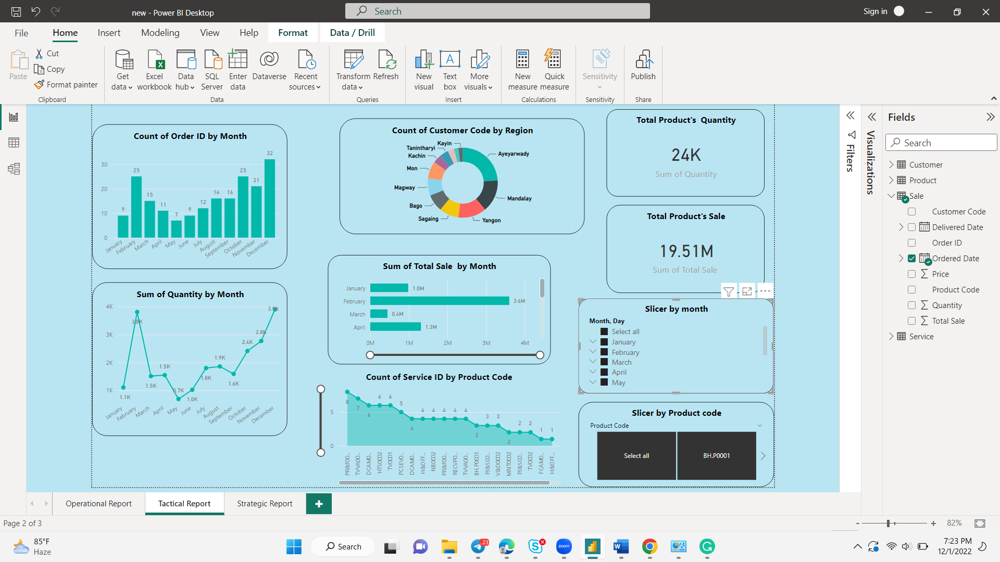 new - Power BI Desktop
Search
Sign in
File
Home
Insert
Modeling
View
Help
Format
Data / Drill
Paste
Cut
Copy
Format painter
Clipboard
Get data
Excel workbook
Data hub
SQL Server
Enter data
Dataverse
Recent sources
Data
Transform data
Refresh
Queries
New visual
Text box
More visuals
Insert
New measure
Quick measure
Calculations
Sensitivity
Sensitivity
Publish
Share
Count of Order ID by Month
30
20
10
0
9
25
15
11
7
9
12
16
16
25
21
32
January
February
March
April
May
June
July
August
September
October
November
December
Sum of Quantity by Month
4K
3K
2K
1K
1.1K
3.8K
1.5K
1.5K
0.7K
1.0K
1.8K
1.9K
1.6K
2.4K
2.8K
3.9K
January
February
March
April
May
June
July
August
September
October
November
December
Count of Customer Code by Region
Kayin
Tanintharyi
Kachin
Mon
Magway
Bago
Sagaing
Yangon
Mandalay
Ayeyarwady
Sum of Total Sale by Month
January 1.0M
February 3.6M
March 0.4M
April 1.3M
0M 1M 2M 3M 4M
Count of Service ID by Product Code
5
0
8
7
6
6
6
5
4
4
4
4
4
4
3
3
3
2
2
2
1
1
PR&FOO...
TVVAOO...
DCAM0...
HTS0002
TV0001
PCSEVO...
DCAM0...
H&OFF...
NB0002
PR&FOO...
RECVPO...
TVVAOO...
BH.P0001
PJ&SCO...
V&D0002
MNT0002
PJ&SCO...
TV0002
FCAM0...
H&OFF...
Total Product's Quantity
24K
Sum of Quantity
Total Product's Sale
19.51M
Sum of Total Sale
Slicer by month
Month, Day
Select all
January
February
March
April
May
Slicer by Product code
Product Code
Select all
BH.P0001
Filters
Visualizations
Fields
Search
Customer
Product
Sale
Customer Code
Delivered Date
Order ID
Ordered Date
Price
Product Code
Quantity
Total Sale
Service
Operational Report
Tactical Report
Strategic Report
Page 2 of 3
82%
85°F
Haze
Search
23
zoom
7:23 PM
12/1/2022